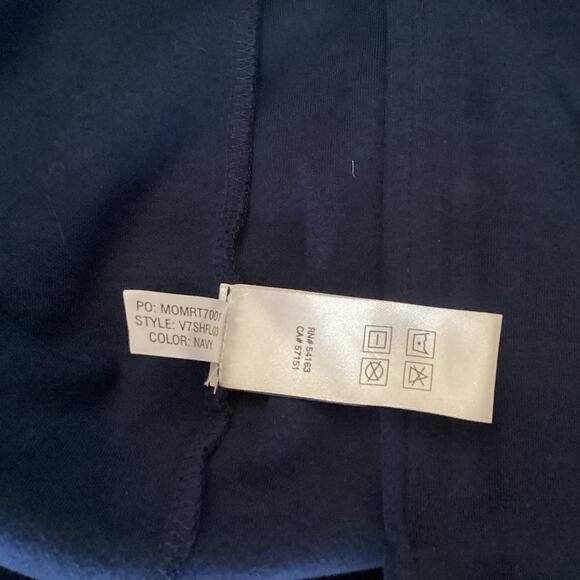 PO: MOMRT7001
STYLE: V7SHFL03
COLOR: NAVY
RN# 54163
CA# 57151